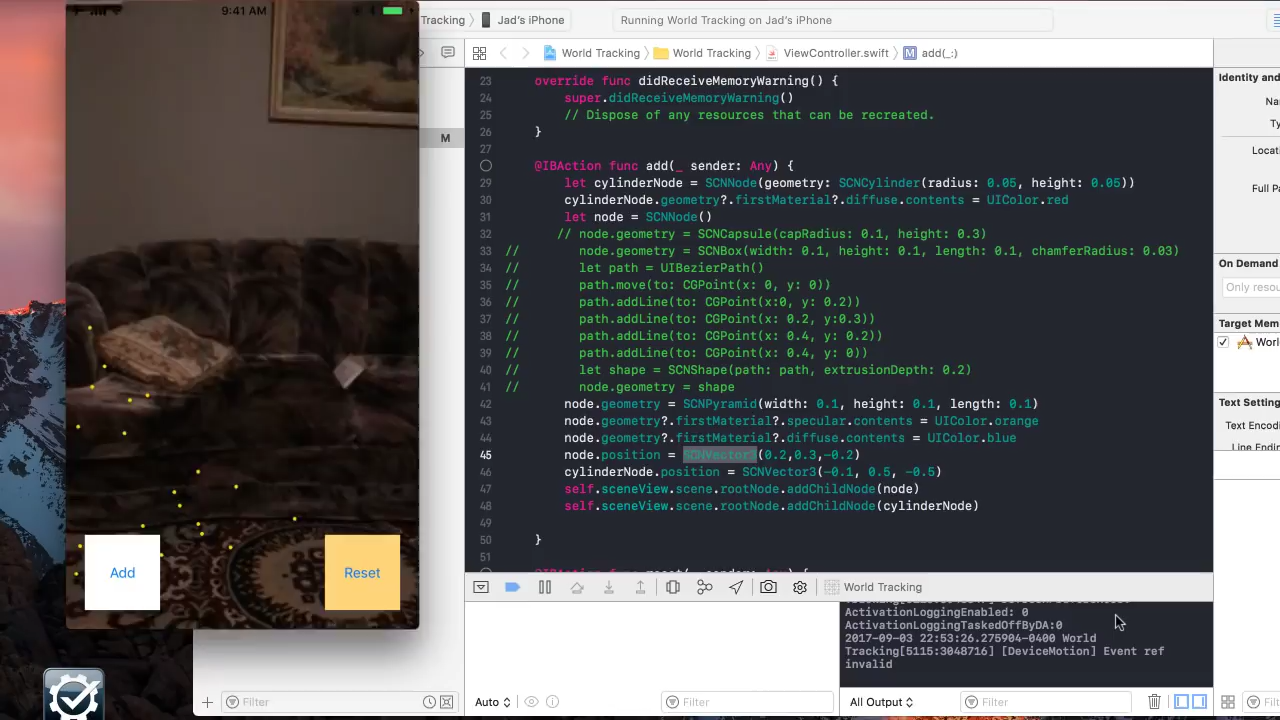 9:41 AM
Tracking
Jad's iPhone
Running World Tracking on Jad's iPhone
World Tracking
World Tracking
ViewController.swift
M
add(_:)
Identity and
Na
Ty
Locati
Full Pa
On Demand
Only resou
Target Mem
Worl
Text Setting
Text Encodi
Line Ending
M
23 override func didReceiveMemoryWarning() {
24 super.didReceiveMemoryWarning()
25 // Dispose of any resources that can be recreated.
26 }
27
@IBAction func add(_ sender: Any) {
29 let cylinderNode = SCNNode(geometry: SCNCylinder(radius: 0.05, height: 0.05))
30 cylinderNode.geometry?.firstMaterial?.diffuse.contents = UIColor.red
31 let node = SCNNode()
32 // node.geometry = SCNCapsule(capRadius: 0.1, height: 0.3)
33 // node.geometry = SCNBox(width: 0.1, height: 0.1, length: 0.1, chamferRadius: 0.03)
34 // let path = UIBezierPath()
35 // path.move(to: CGPoint(x: 0, y: 0))
36 // path.addLine(to: CGPoint(x:0, y: 0.2))
37 // path.addLine(to: CGPoint(x: 0.2, y:0.3))
38 // path.addLine(to: CGPoint(x: 0.4, y: 0.2))
39 // path.addLine(to: CGPoint(x: 0.4, y: 0))
40 // let shape = SCNShape(path: path, extrusionDepth: 0.2)
41 // node.geometry = shape
42 node.geometry = SCNPyramid(width: 0.1, height: 0.1, length: 0.1)
43 node.geometry?.firstMaterial?.specular.contents = UIColor.orange
44 node.geometry?.firstMaterial?.diffuse.contents = UIColor.blue
45 node.position = SCNVector3(0.2,0.3,-0.2)
46 cylinderNode.position = SCNVector3(-0.1, 0.5, -0.5)
47 self.sceneView.scene.rootNode.addChildNode(node)
48 self.sceneView.scene.rootNode.addChildNode(cylinderNode)
49
50 }
51
Add
Reset
World Tracking
ActivationLoggingEnabled: 0
ActivationLoggingTaskedOffByDA:0
2017-09-03 22:53:26.275904-0400 World
Tracking[5115:3048716] [DeviceMotion] Event ref
invalid
Filter
Auto
Filter
All Output
Filter